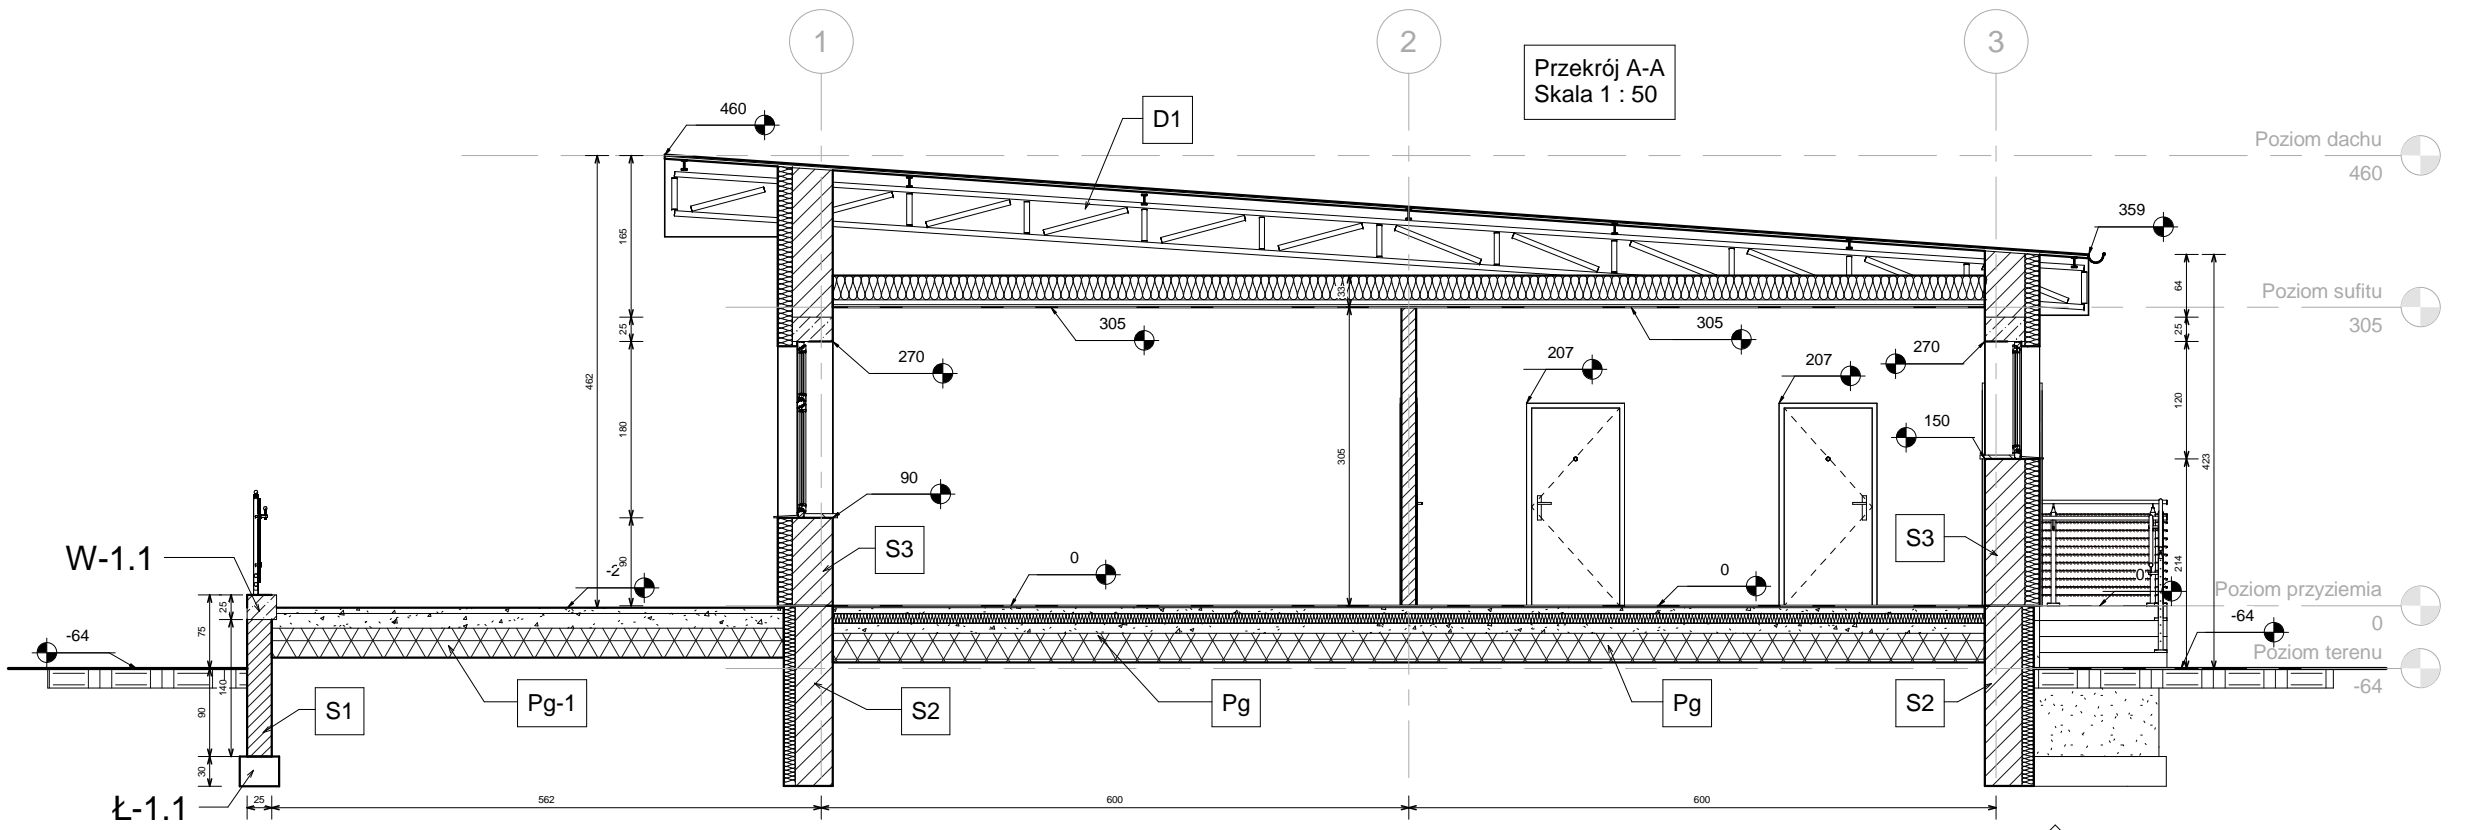 1
2
3
Przekrój A-A
Skala 1 : 50
460
D1
Poziom dachu
460
359
165
33
64
Poziom sufitu
305
305
305
25
270
207
207
270
25
462
180
305
120
423
90
150
W-1.1
S3
S3
-2
90
0
0
0
214
Poziom przyziemia
0
75
25
-64
-64
Poziom terenu
-64
140
90
S1
Pg-1
S2
Pg
Pg
S2
30
Ł-1.1
25
562
600
600